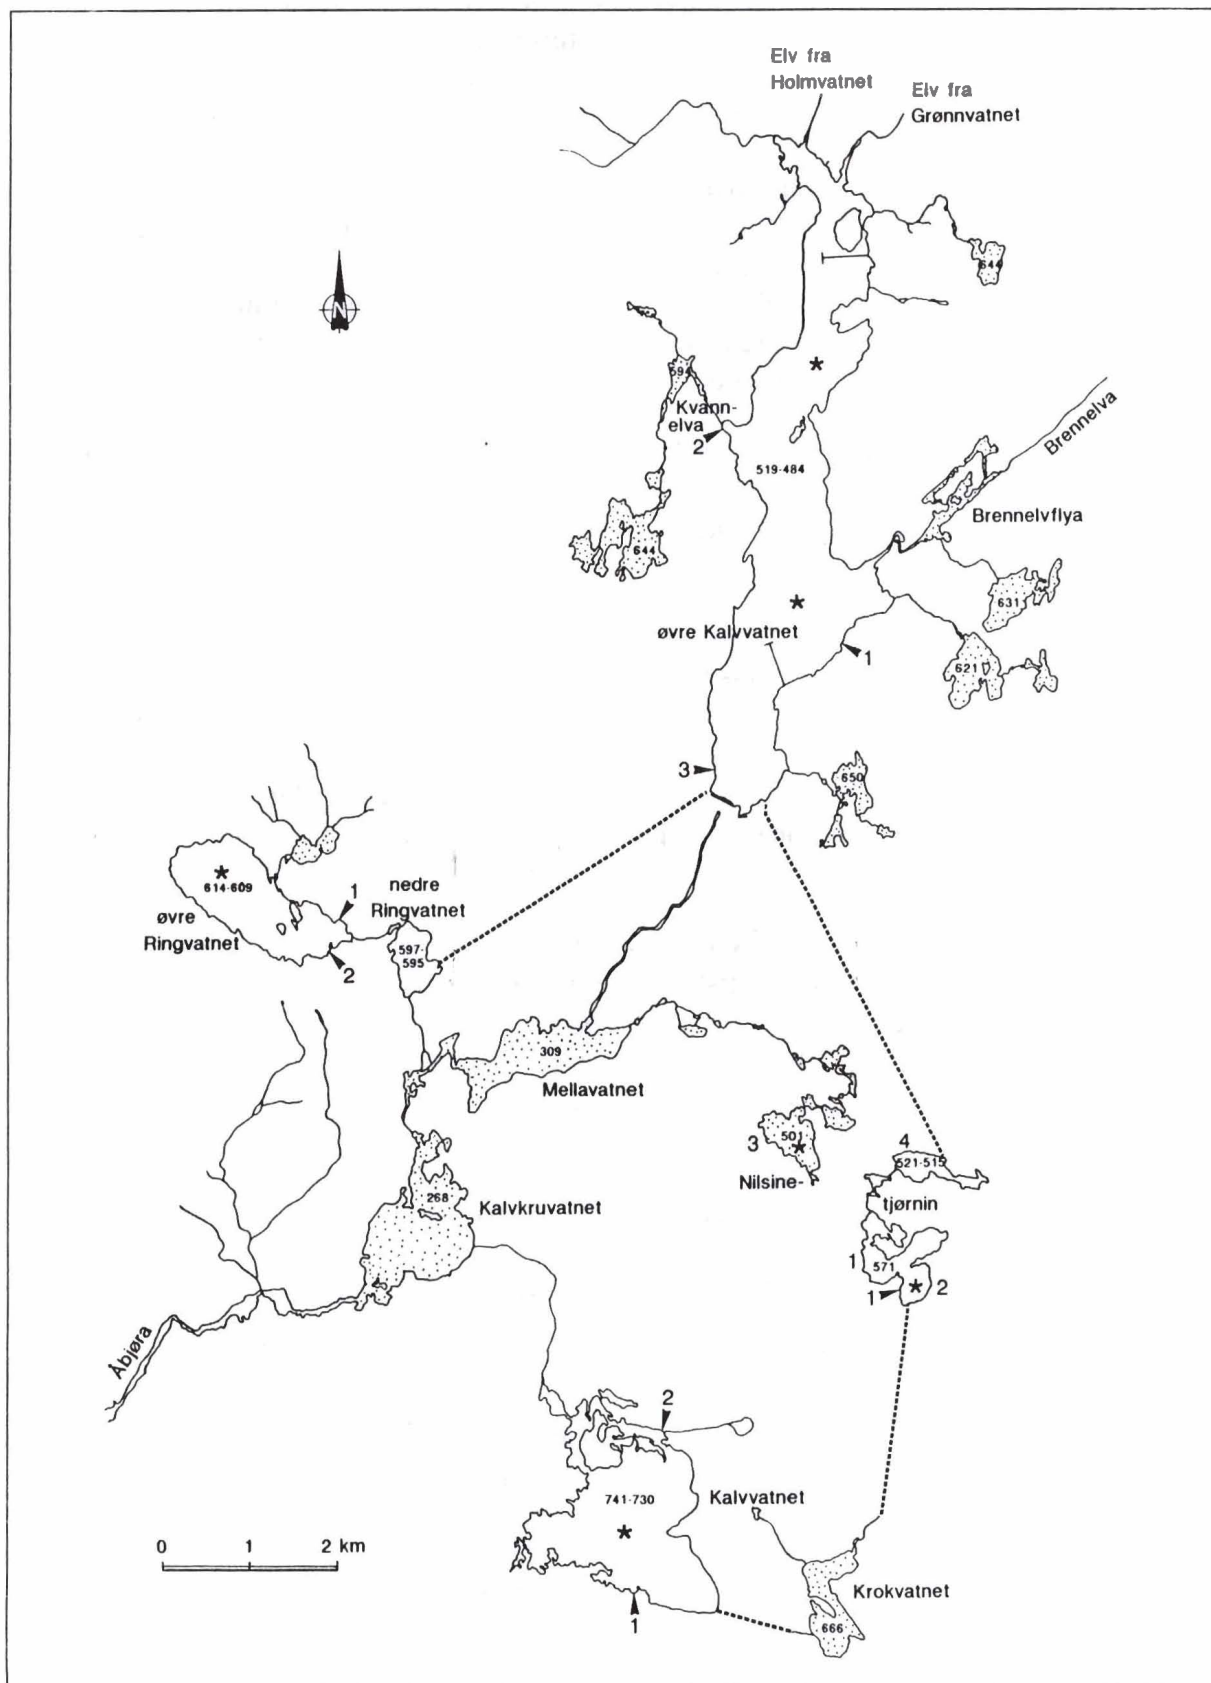 Elv fra
Holmvatnet
Elv fra
Grønnvatnet
644
N
594
Kvann-
elva
2
519-484
Brennelva
Brennelvflya
644
631
øvre Kalvvatnet
1
621
3
650
614-609
1
nedre
Ringvatnet
øvre
Ringvatnet
2
597-
595
309
Mellavatnet
3
501
4
521-515
Nilsine-
tjørnin
268
Kalvkruvatnet
1
571
1
2
Åbjøra
2
741-730
Kalvvatnet
0 1 2 km
Krokvatnet
1
666